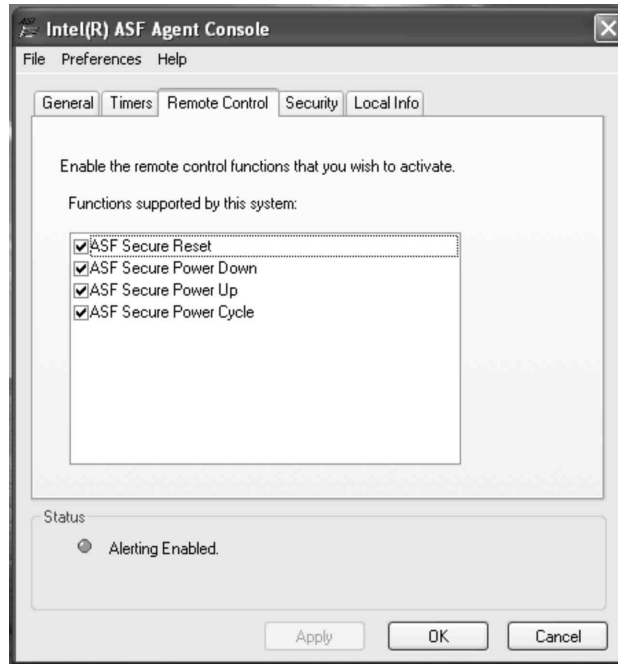 Intel(R) ASF Agent Console
File Preferences Help
General Timers Remote Control Security Local Info
Enable the remote control functions that you wish to activate.
Functions supported by this system:
ASF Secure Reset
ASF Secure Power Down
ASF Secure Power Up
ASF Secure Power Cycle
Status
Alerting Enabled.
Apply OK Cancel